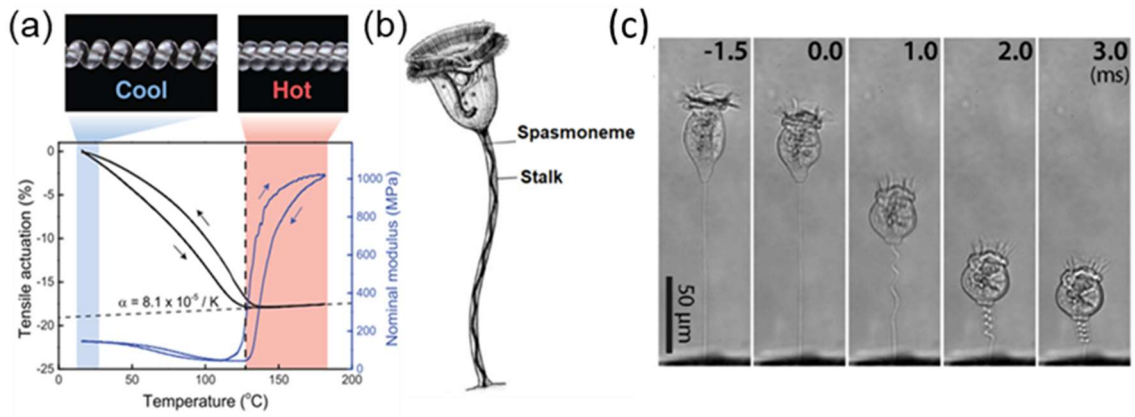 (a)
Cool
Hot
0
-5
-10
-15
-20
-25
Tensile actuation (%)
α = 8.1 x 10⁻⁵ / K
1000
800
600
400
200
0
Nominal modulus (MPa)
0
50
100
150
200
Temperature (°C)
(b)
Spasmoneme
Stalk
(c)
-1.5
0.0
1.0
2.0
3.0
(ms)
50 µm